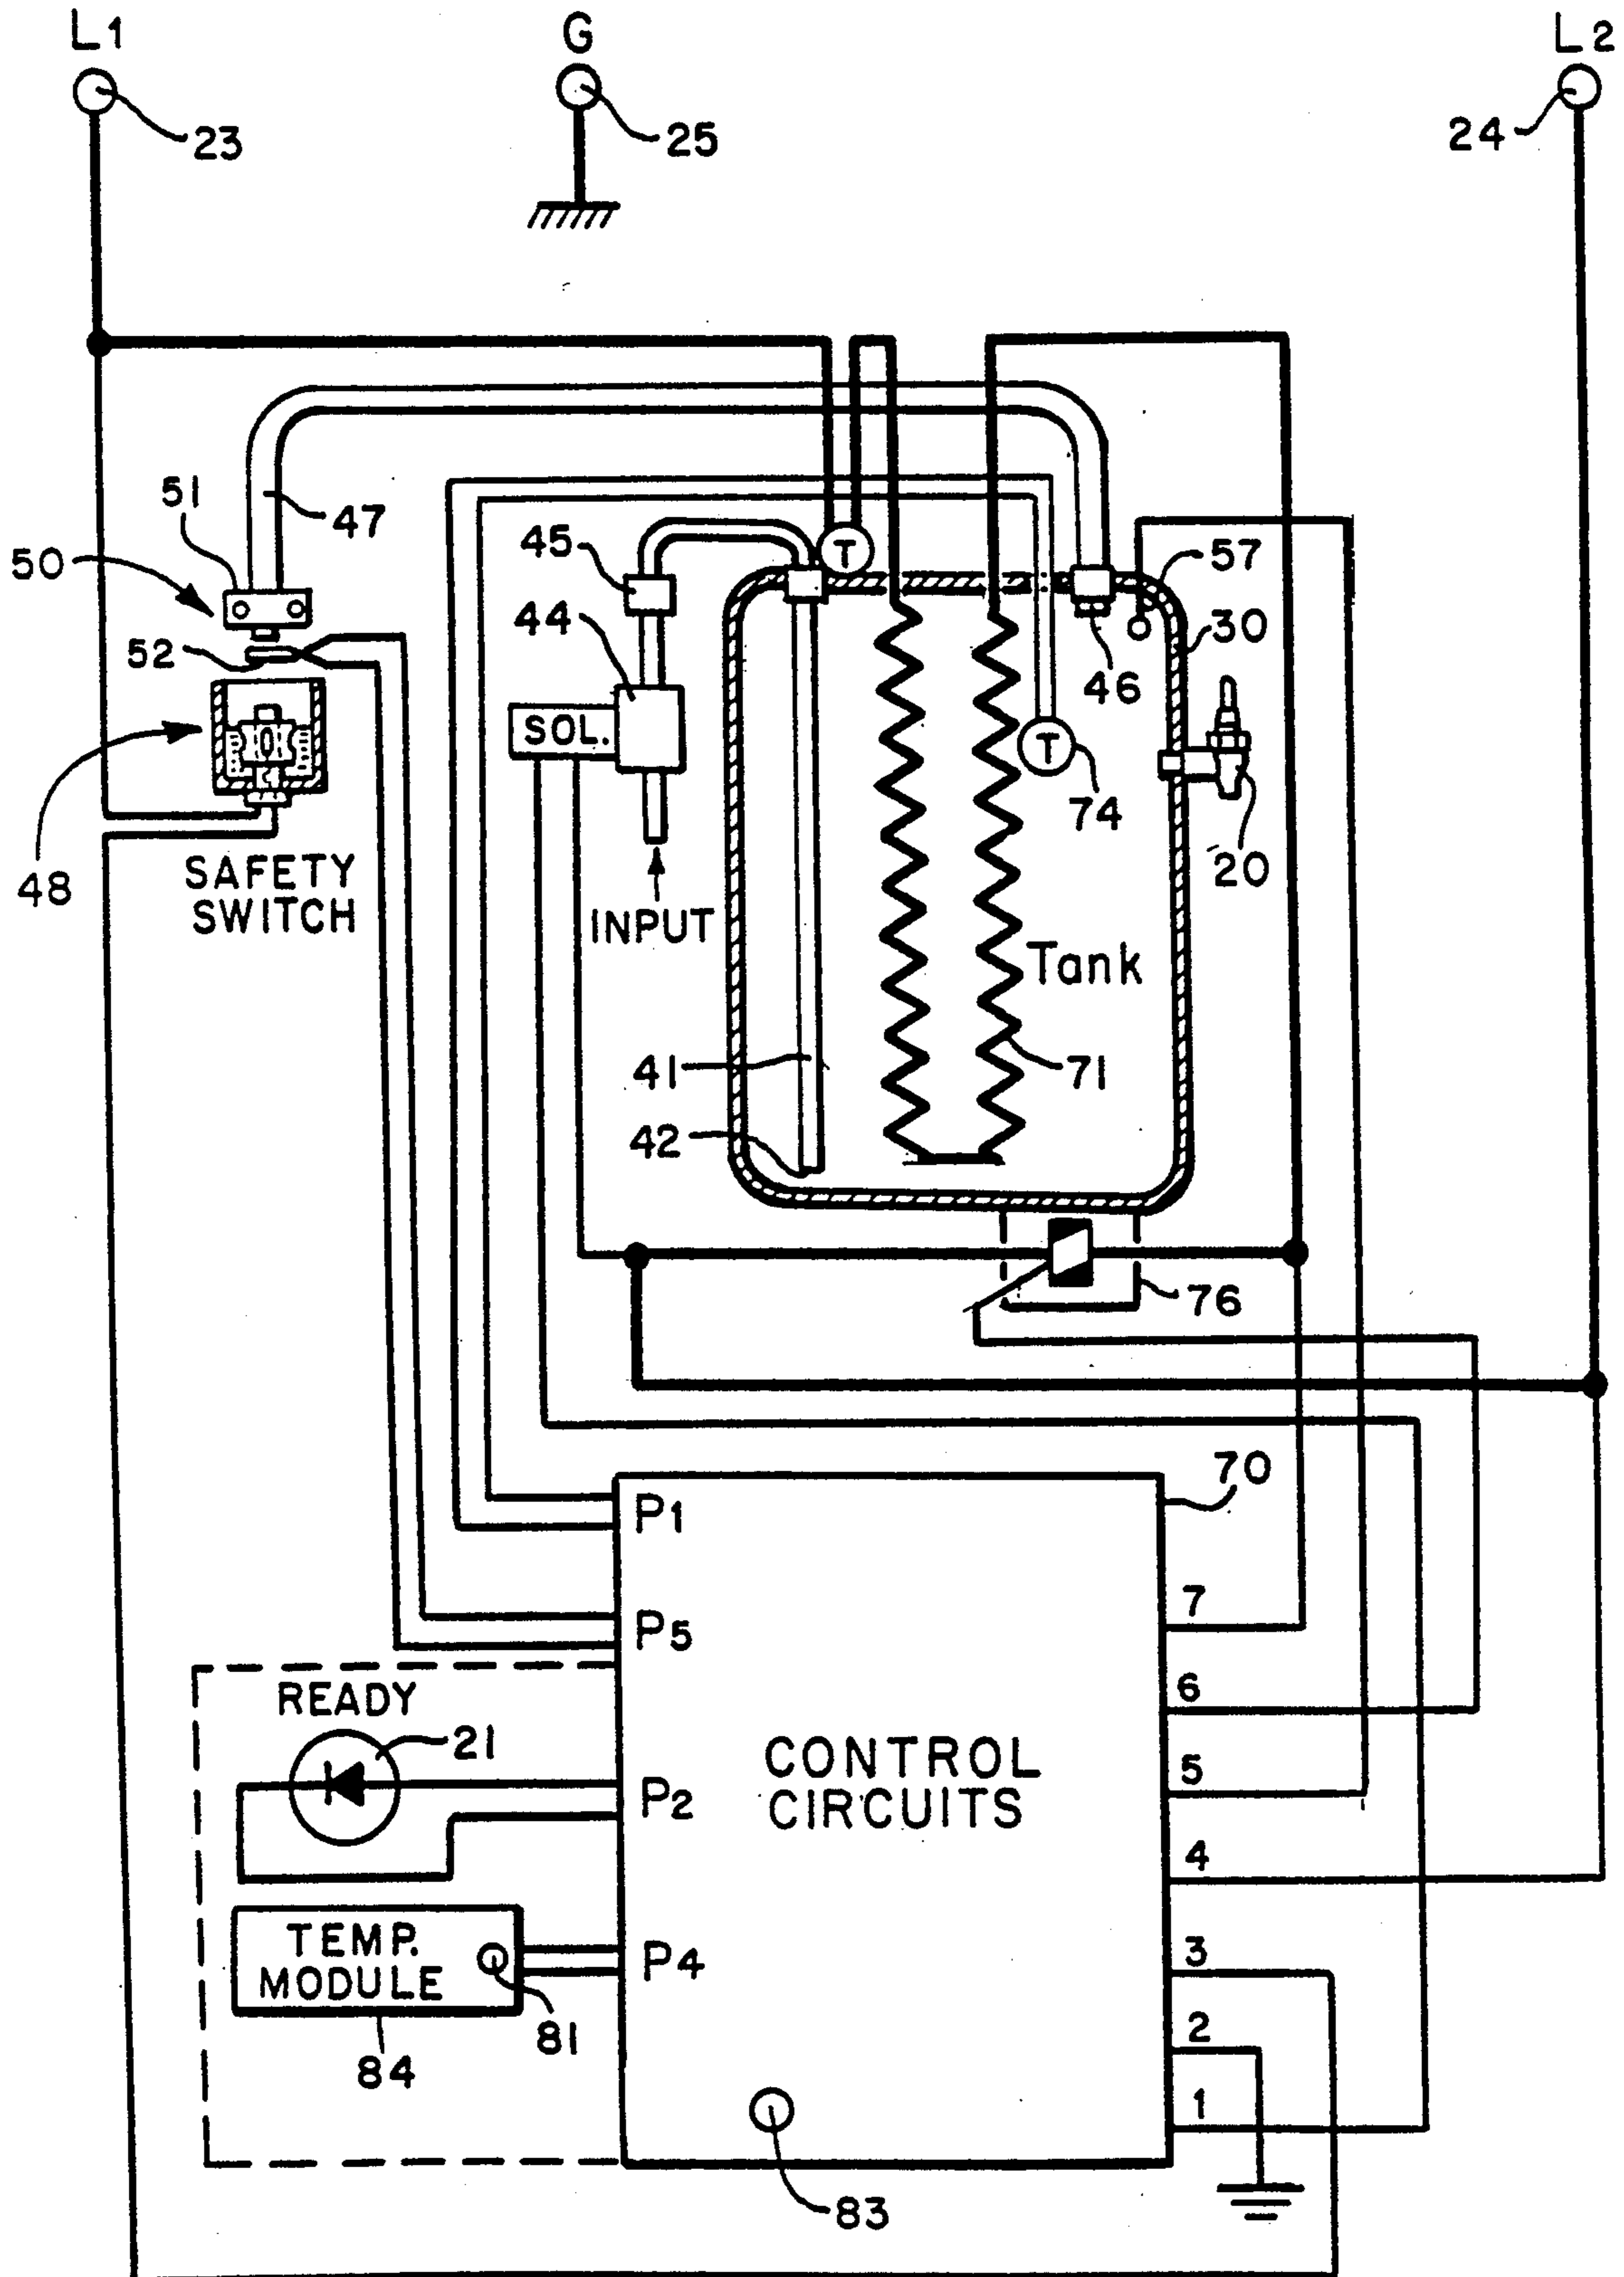 L1
G
L2
23
25
24
51
47
50
45
T
57
52
44
30
46
SOL.
T
74
20
48
SAFETY
SWITCH
INPUT
Tank
41
71
42
76
70
P1
7
P5
6
READY
21
CONTROL
CIRCUITS
5
P2
4
TEMP.
MODULE
P4
3
81
2
84
1
83